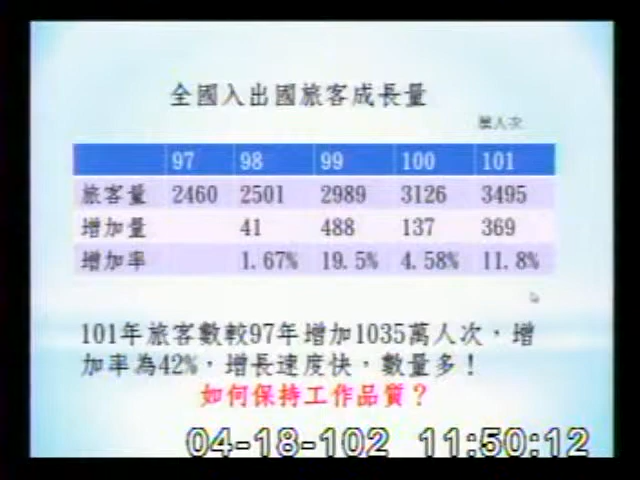 全國入出國旅客成長量
萬人次
97 98 99 100 101
旅客量 2460 2501 2989 3126 3495
增加量 41 488 137 369
增加率 1.67% 19.5% 4.58% 11.8%
101年旅客數較97年增加1035萬人次，增
加率為42%，增長速度快，數量多！
如何保持工作品質？
04-18-102 11:50:12